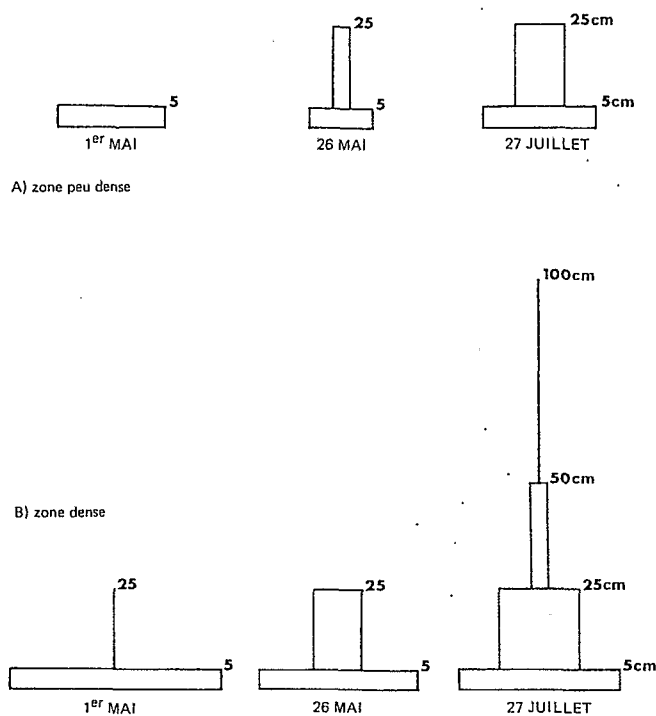 25
25cm
5
5
5cm
1er MAI
26 MAI
27 JUILLET
A) zone peu dense
100cm
50cm
B) zone dense
25
25
25cm
5
5
5cm
1er MAI
26 MAI
27 JUILLET